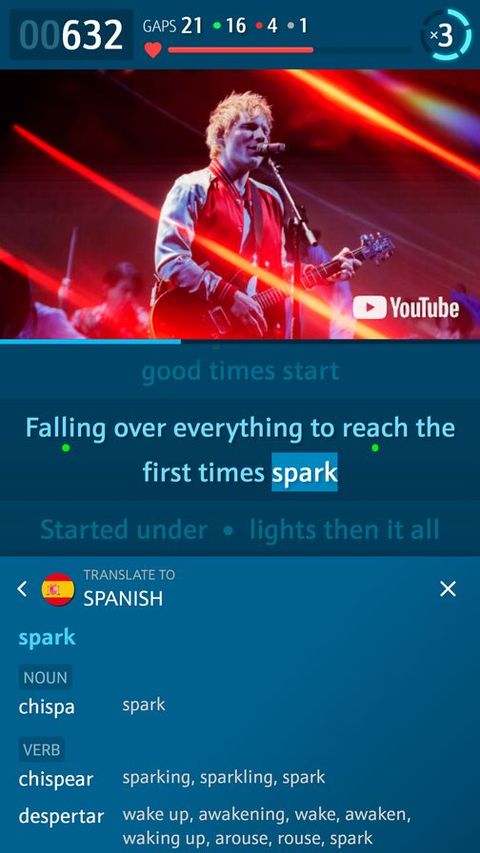 00632
GAPS 21 • 16 • 4 • 1
×3
YouTube
good times start
Falling over everything to reach the
first times spark
Started under • lights then it all
TRANSLATE TO
SPANISH
spark
NOUN
chispa spark
VERB
chispear sparking, sparkling, spark
despertar wake up, awakening, wake, awaken,
waking up, arouse, rouse, spark